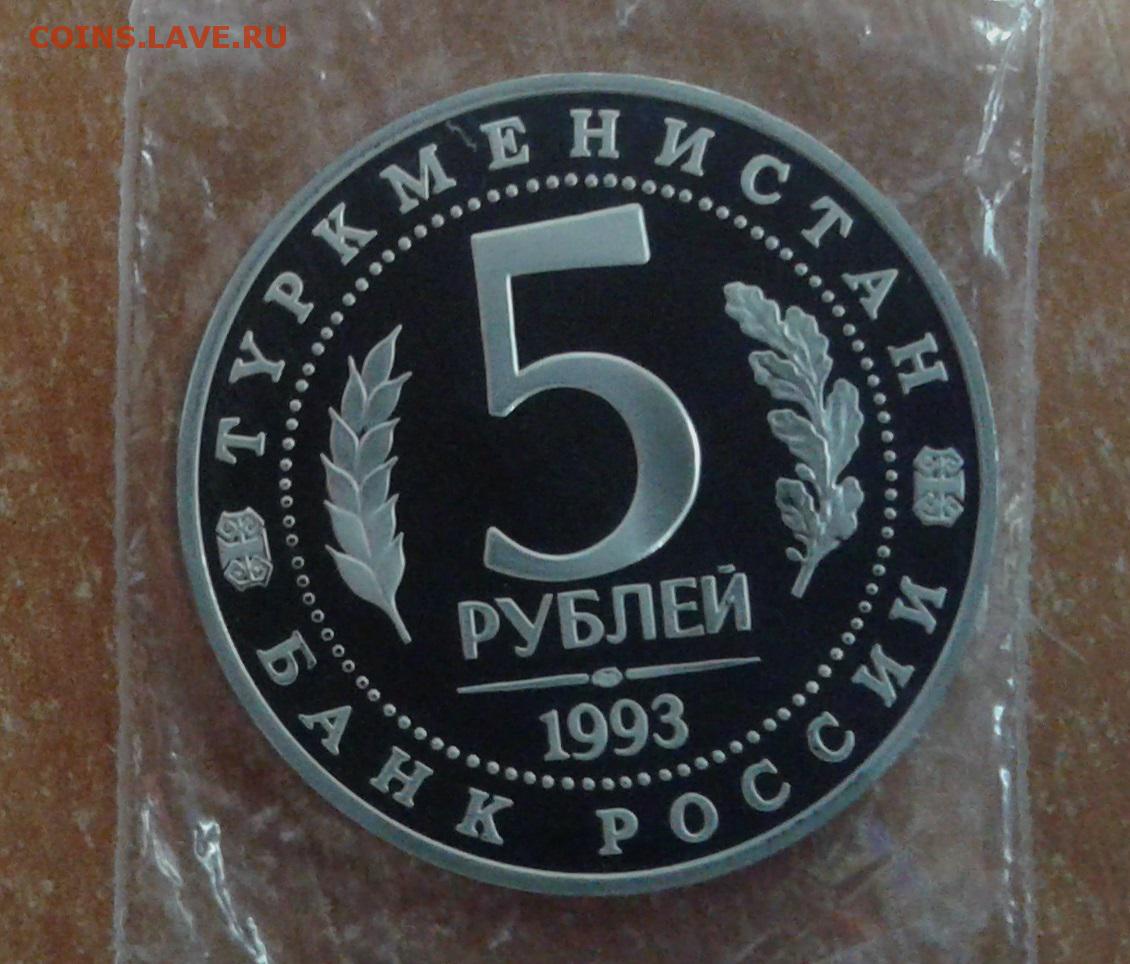 COINS.LAVE.RU
ТУРКМЕНИСТАН
5
РУБЛЕЙ
1993
БАНК РОССИИ